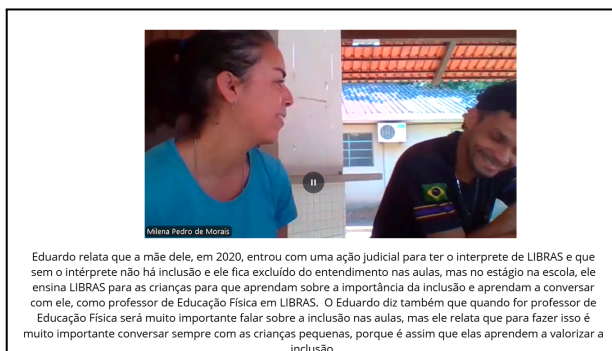 Milena Pedro de Morais
Eduardo relata que a mãe dele, em 2020, entrou com uma ação judicial para ter o interprete de LIBRAS e que
sem o intérprete não há inclusão e ele fica excluído do entendimento nas aulas, mas no estágio na escola, ele
ensina LIBRAS para as crianças para que aprendam sobre a importância da inclusão e aprendam a conversar
com ele, como professor de Educação Física em LIBRAS. O Eduardo diz também que quando for professor de
Educação Física será muito importante falar sobre a inclusão nas aulas, mas ele relata que para fazer isso é
muito importante conversar sempre com as crianças pequenas, porque é assim que elas aprendem a valorizar a
inclusão